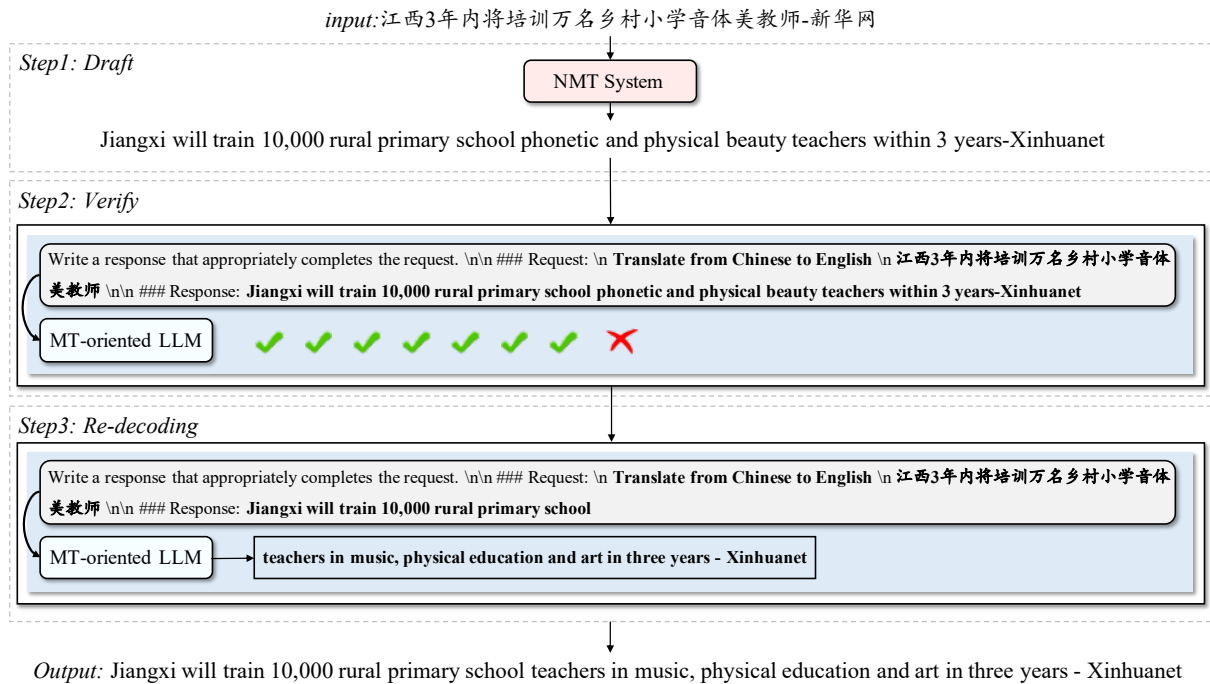 input:江西3年内将培训万名乡村小学音体美教师-新华网
Step1: Draft
NMT System
Jiangxi will train 10,000 rural primary school phonetic and physical beauty teachers within 3 years-Xinhuanet
Step2: Verify
Write a response that appropriately completes the request. \n\n ### Request: \n Translate from Chinese to English \n 江西3年内将培训万名乡村小学音体
美教师 \n\n ### Response: Jiangxi will train 10,000 rural primary school phonetic and physical beauty teachers within 3 years-Xinhuanet
MT-oriented LLM
Step3: Re-decoding
Write a response that appropriately completes the request. \n\n ### Request: \n Translate from Chinese to English \n 江西3年内将培训万名乡村小学音体
美教师 \n\n ### Response: Jiangxi will train 10,000 rural primary school
MT-oriented LLM
teachers in music, physical education and art in three years - Xinhuanet
Output: Jiangxi will train 10,000 rural primary school teachers in music, physical education and art in three years - Xinhuanet